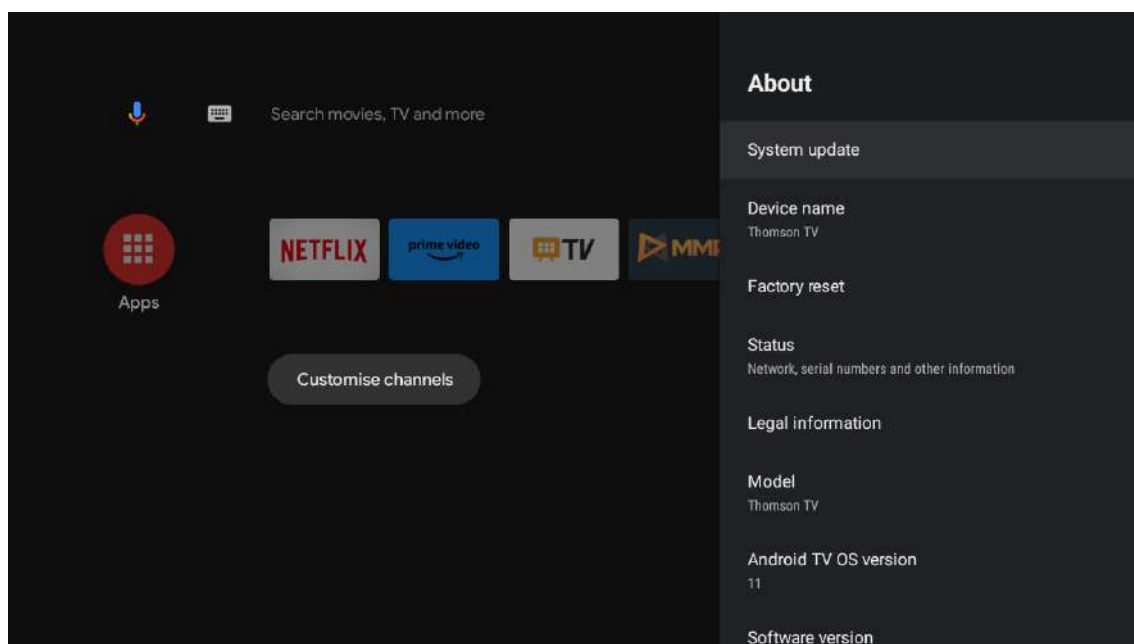 Search movies, TV and more
NETFLIX
prime video
TV
MMP
Apps
Customise channels
About
System update
Device name
Thomson TV
Factory reset
Status
Network, serial numbers and other information
Legal information
Model
Thomson TV
Android TV OS version
11
Software version